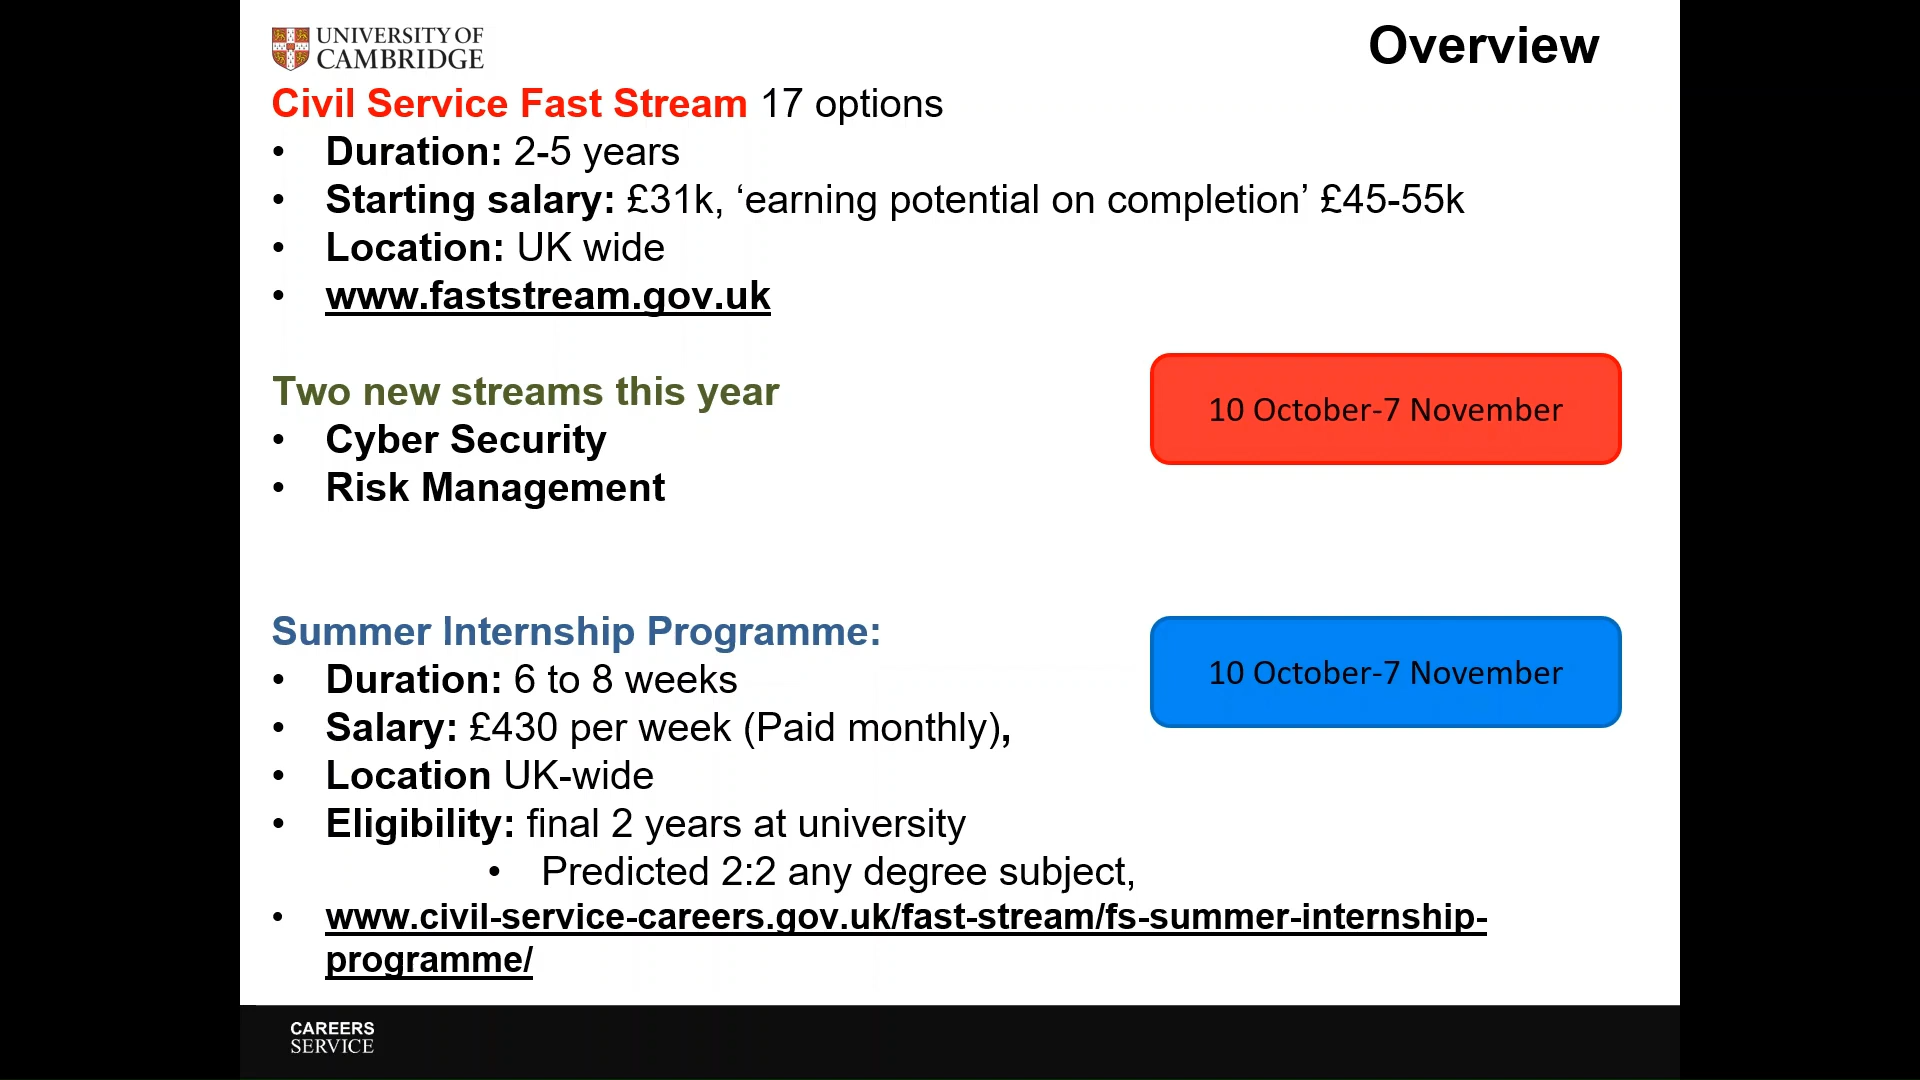 UNIVERSITY OF
CAMBRIDGE
Overview
Civil Service Fast Stream 17 options
• Duration: 2-5 years
• Starting salary: £31k, ‘earning potential on completion’ £45-55k
• Location: UK wide
• www.faststream.gov.uk
Two new streams this year
• Cyber Security
• Risk Management
10 October-7 November
Summer Internship Programme:
• Duration: 6 to 8 weeks
• Salary: £430 per week (Paid monthly),
• Location UK-wide
• Eligibility: final 2 years at university
• Predicted 2:2 any degree subject,
• www.civil-service-careers.gov.uk/fast-stream/fs-summer-internship-
programme/
10 October-7 November
CAREERS
SERVICE